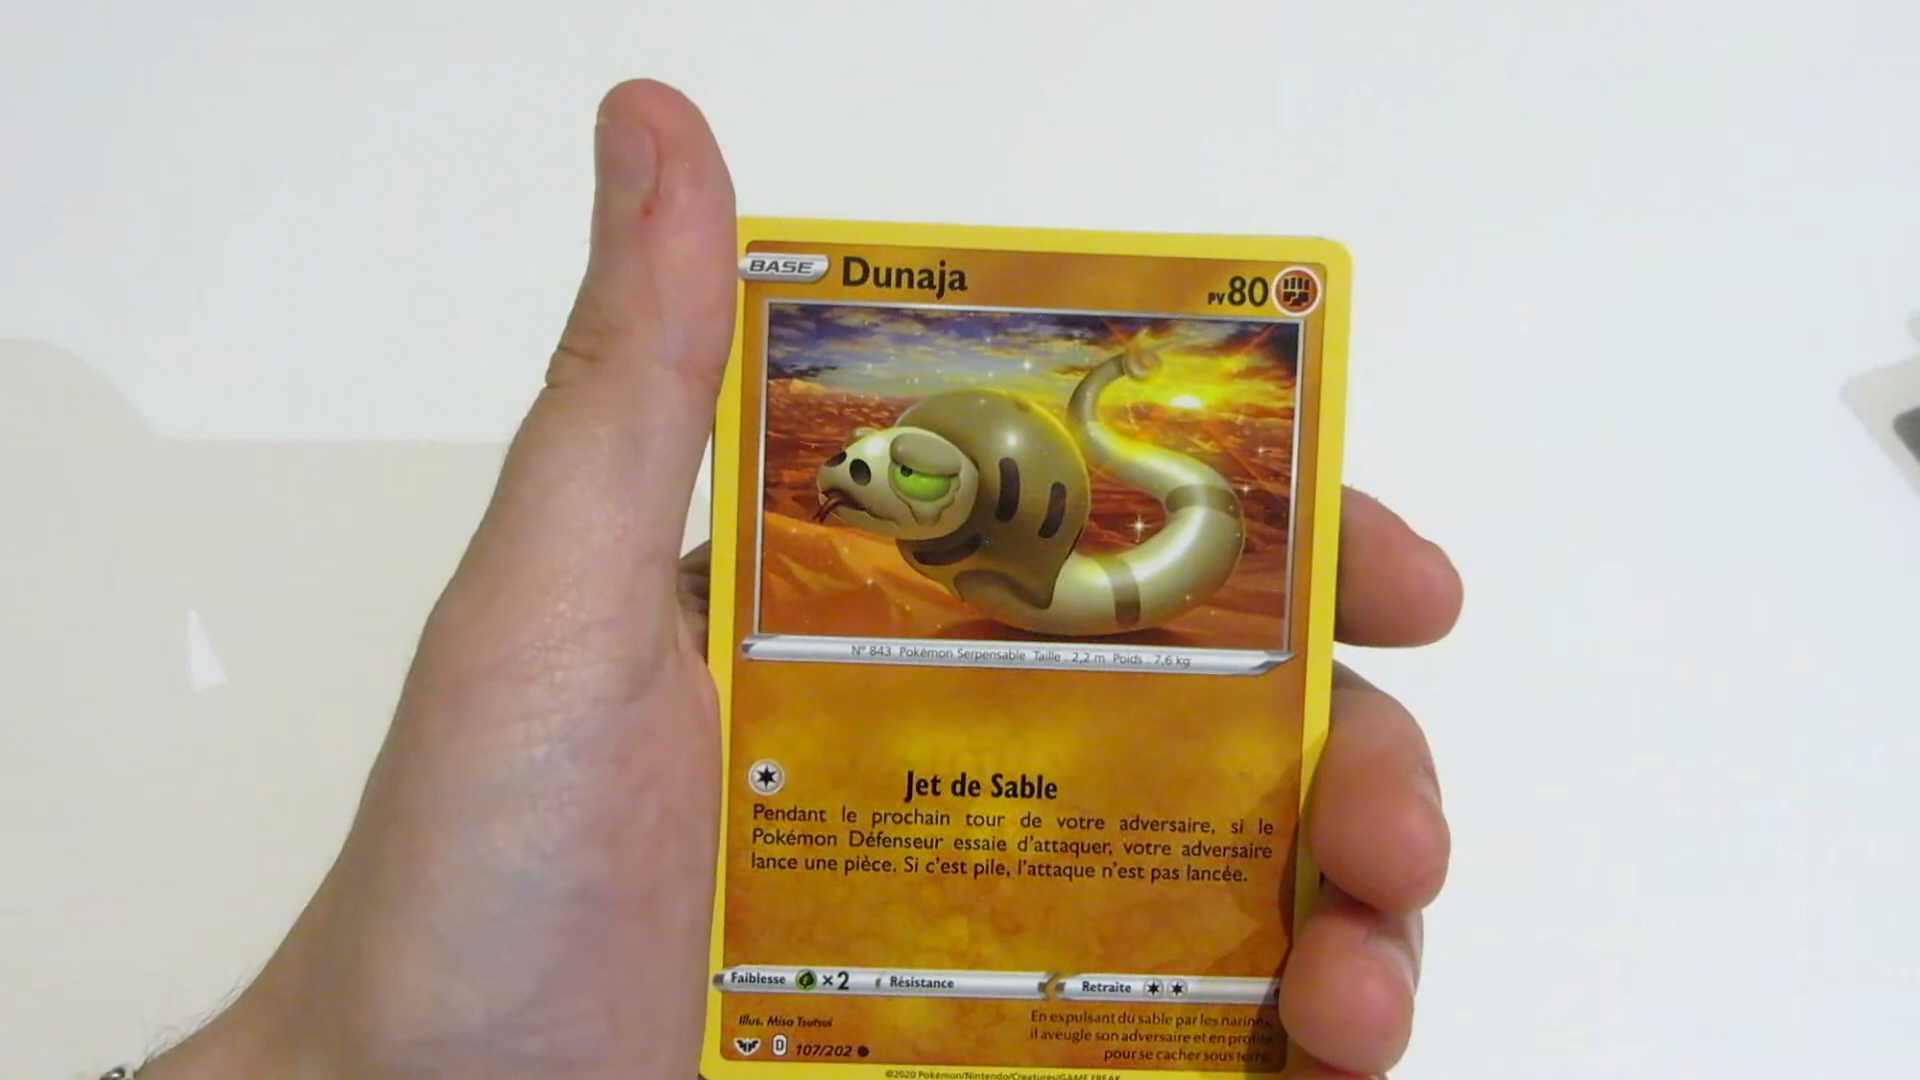 BASE Dunaja PV 80
N° 843 Pokémon Serpensable Taille : 2,2 m Poids : 7,6 kg
Jet de Sable
Pendant le prochain tour de votre adversaire, si le
Pokémon Défenseur essaie d'attaquer, votre adversaire
lance une pièce. Si c'est pile, l'attaque n'est pas lancée.
Faiblesse ×2 Résistance Retraite
Illus. Misa Tsutsui
En expulsant du sable par les narines,
il aveugle son adversaire et en profite
pour se cacher sous terre.
D 107/202
©2020 Pokémon/Nintendo/Creatures/GAME FREAK